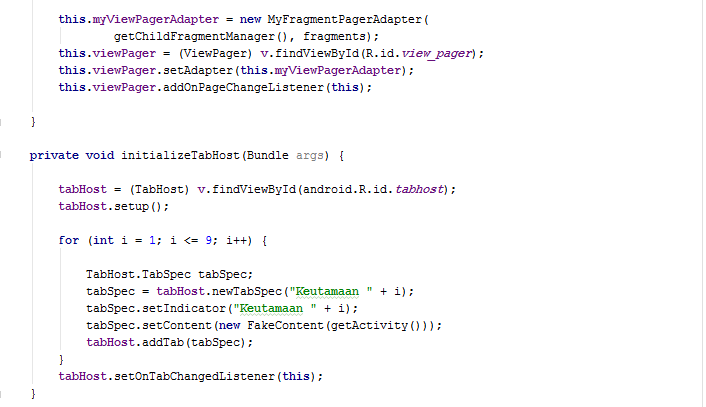 this.myViewPagerAdapter = new MyFragmentPagerAdapter(
getChildFragmentManager(), fragments);
this.viewPager = (ViewPager) v.findViewById(R.id.view_pager);
this.viewPager.setAdapter(this.myViewPagerAdapter);
this.viewPager.addOnPageChangeListener(this);
}
private void initializeTabHost(Bundle args) {
tabHost = (TabHost) v.findViewById(android.R.id.tabhost);
tabHost.setup();
for (int i = 1; i <= 9; i++) {
TabHost.TabSpec tabSpec;
tabSpec = tabHost.newTabSpec("Keutamaan " + i);
tabSpec.setIndicator("Keutamaan " + i);
tabSpec.setContent(new FakeContent(getActivity()));
tabHost.addTab(tabSpec);
}
tabHost.setOnTabChangedListener(this);
}